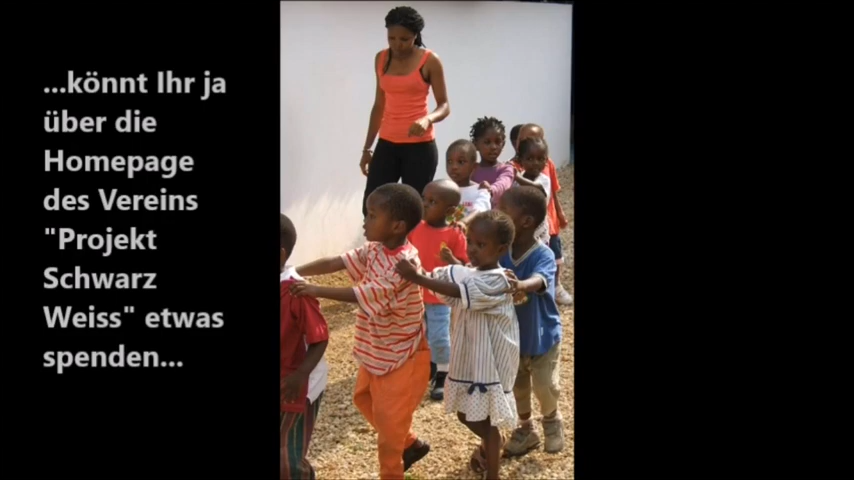 ...könnt Ihr ja
über die
Homepage
des Vereins
"Projekt
Schwarz
Weiss" etwas
spenden...